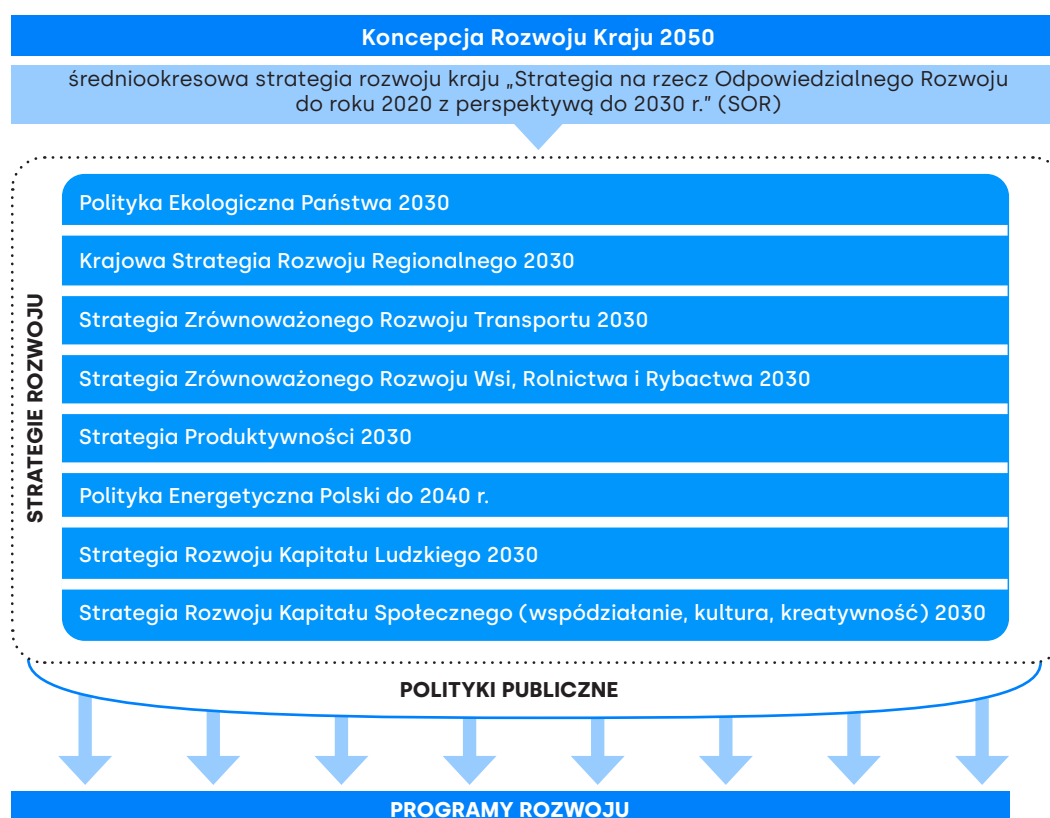 Koncepcja Rozwoju Kraju 2050
średniookresowa strategia rozwoju kraju „Strategia na rzecz Odpowiedzialnego Rozwoju
do roku 2020 z perspektywą do 2030 r.” (SOR)
STRATEGIE ROZWOJU
Polityka Ekologiczna Państwa 2030
Krajowa Strategia Rozwoju Regionalnego 2030
Strategia Zrównoważonego Rozwoju Transportu 2030
Strategia Zrównoważonego Rozwoju Wsi, Rolnictwa i Rybactwa 2030
Strategia Produktywności 2030
Polityka Energetyczna Polski do 2040 r.
Strategia Rozwoju Kapitału Ludzkiego 2030
Strategia Rozwoju Kapitału Społecznego (wspódziałanie, kultura, kreatywność) 2030
POLITYKI PUBLICZNE
PROGRAMY ROZWOJU